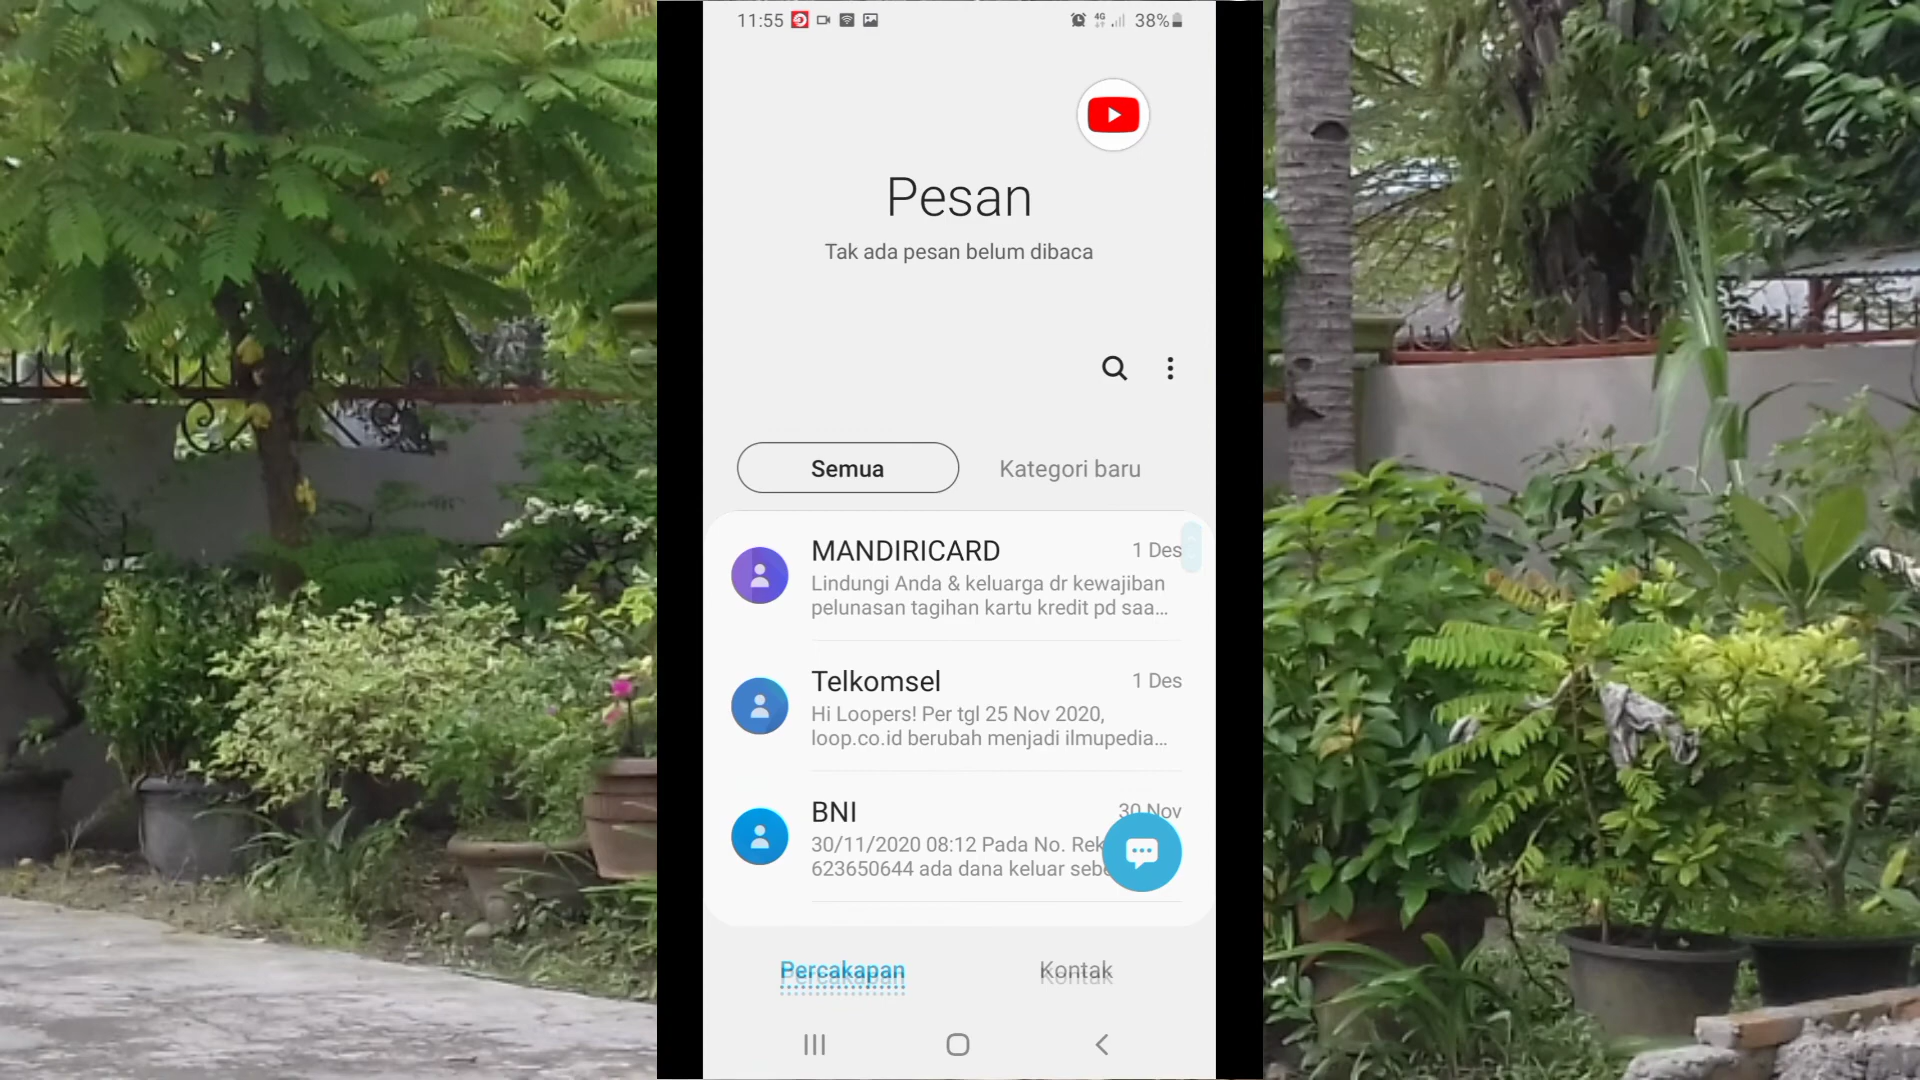 11:55
4G
38%
Pesan
Tak ada pesan belum dibaca
Semua
Kategori baru
MANDIRICARD
1 Des
Lindungi Anda & keluarga dr kewajiban
pelunasan tagihan kartu kredit pd saa...
Telkomsel
1 Des
Hi Loopers! Per tgl 25 Nov 2020,
loop.co.id berubah menjadi ilmupedia...
BNI
30 Nov
30/11/2020 08:12 Pada No. Rek
623650644 ada dana keluar seb
Percakapan
Kontak